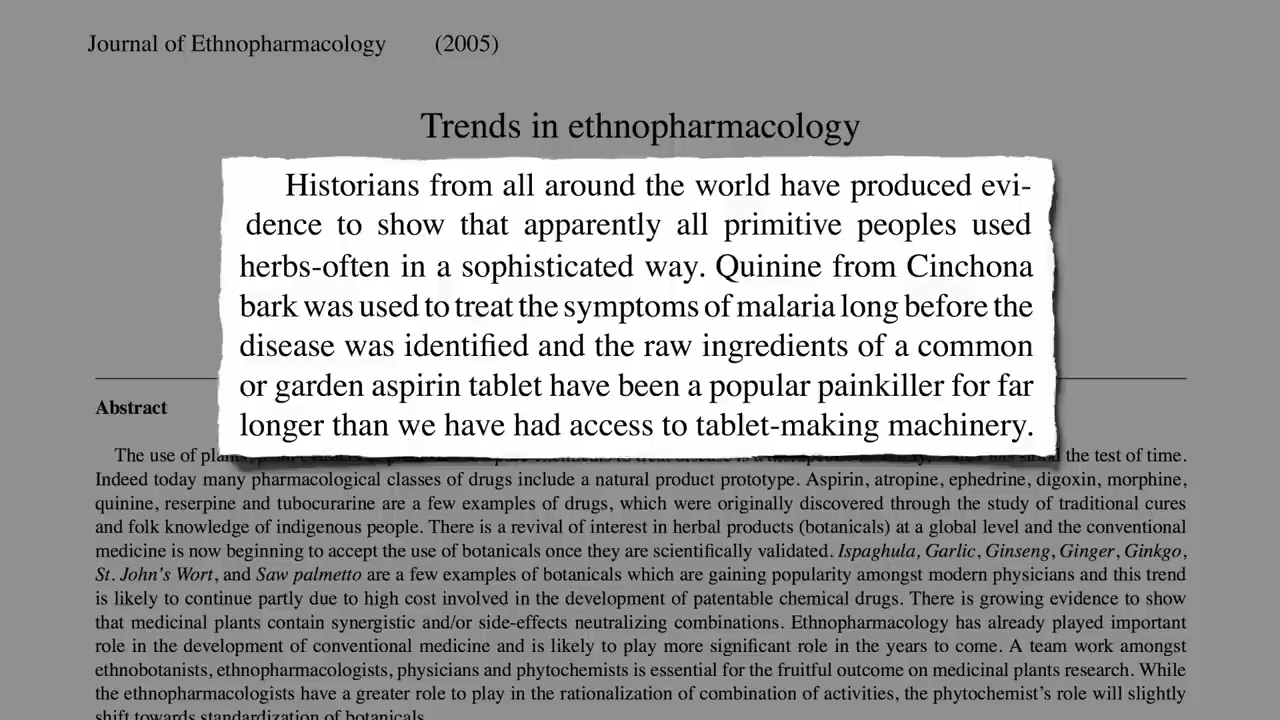 Journal of Ethnopharmacology (2005)
Trends in ethnopharmacology
Historians from all around the world have produced evi-
dence to show that apparently all primitive peoples used
herbs-often in a sophisticated way. Quinine from Cinchona
bark was used to treat the symptoms of malaria long before the
disease was identified and the raw ingredients of a common
or garden aspirin tablet have been a popular painkiller for far
longer than we have had access to tablet-making machinery.
Abstract
The use of the test of time.
Indeed today many pharmacological classes of drugs include a natural product prototype. Aspirin, atropine, ephedrine, digoxin, morphine,
quinine, reserpine and tubocurarine are a few examples of drugs, which were originally discovered through the study of traditional cures
and folk knowledge of indigenous people. There is a revival of interest in herbal products (botanicals) at a global level and the conventional
medicine is now beginning to accept the use of botanicals once they are scientifically validated. Ispaghula, Garlic, Ginseng, Ginger, Ginkgo,
St. John's Wort, and Saw palmetto are a few examples of botanicals which are gaining popularity amongst modern physicians and this trend
is likely to continue partly due to high cost involved in the development of patentable chemical drugs. There is growing evidence to show
that medicinal plants contain synergistic and/or side-effects neutralizing combinations. Ethnopharmacology has already played important
role in the development of conventional medicine and is likely to play more significant role in the years to come. A team work amongst
ethnobotanists, ethnopharmacologists, physicians and phytochemists is essential for the fruitful outcome on medicinal plants research. While
the ethnopharmacologists have a greater role to play in the rationalization of combination of activities, the phytochemist's role will slightly
shift towards standardization of botanicals.